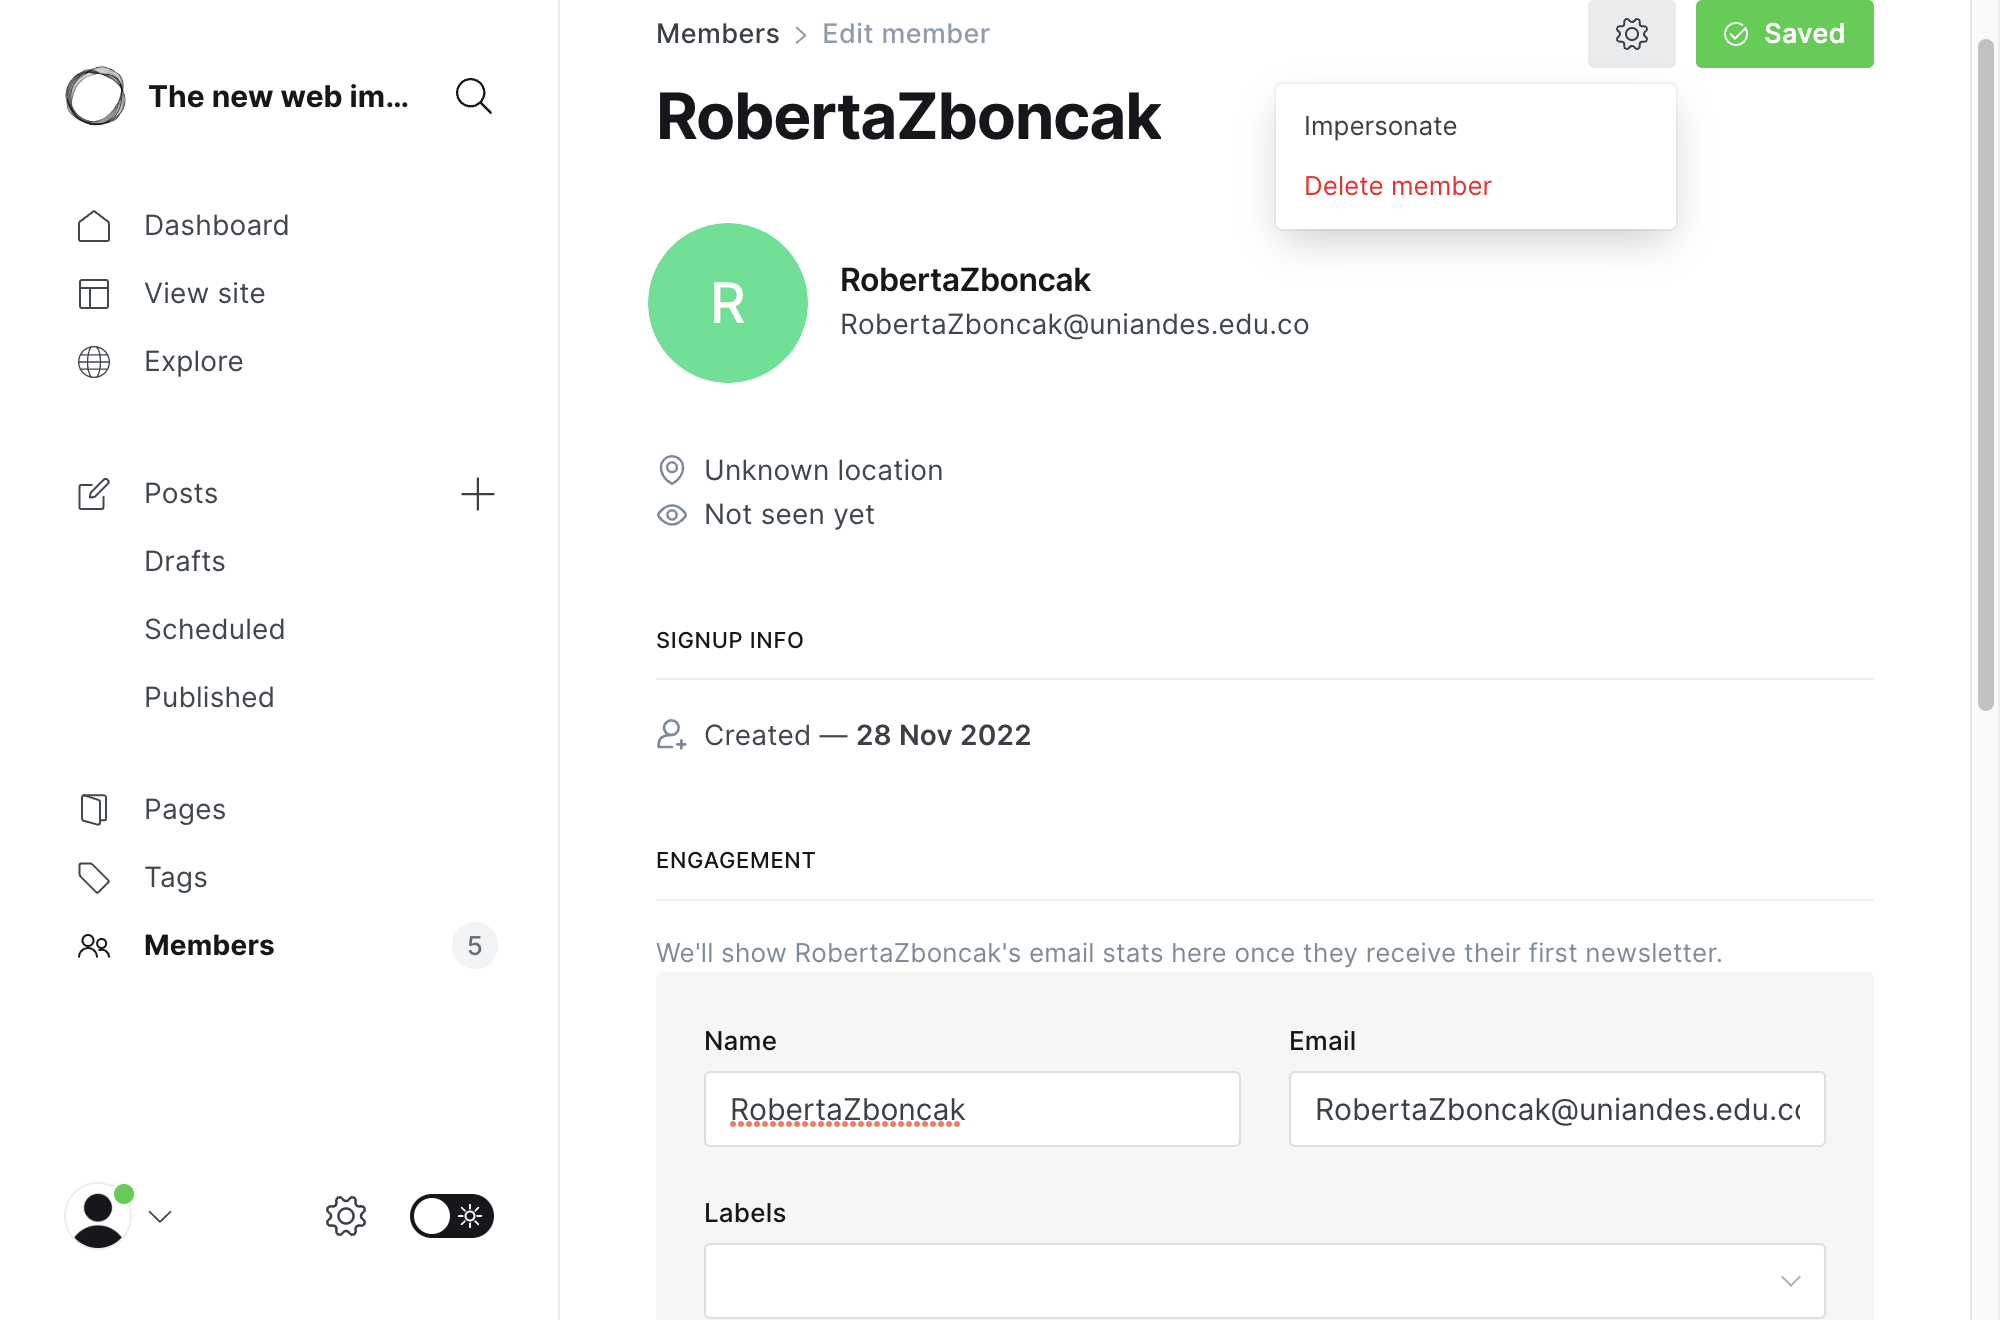 The new web im...
Dashboard
View site
Explore
Posts
Drafts
Scheduled
Published
Pages
Tags
Members 5
Members > Edit member
Saved
RobertaZboncak
Impersonate
Delete member
R
RobertaZboncak
RobertaZboncak@uniandes.edu.co
Unknown location
Not seen yet
SIGNUP INFO
Created — 28 Nov 2022
ENGAGEMENT
We'll show RobertaZboncak's email stats here once they receive their first newsletter.
Name
RobertaZboncak
Email
RobertaZboncak@uniandes.edu.co
Labels